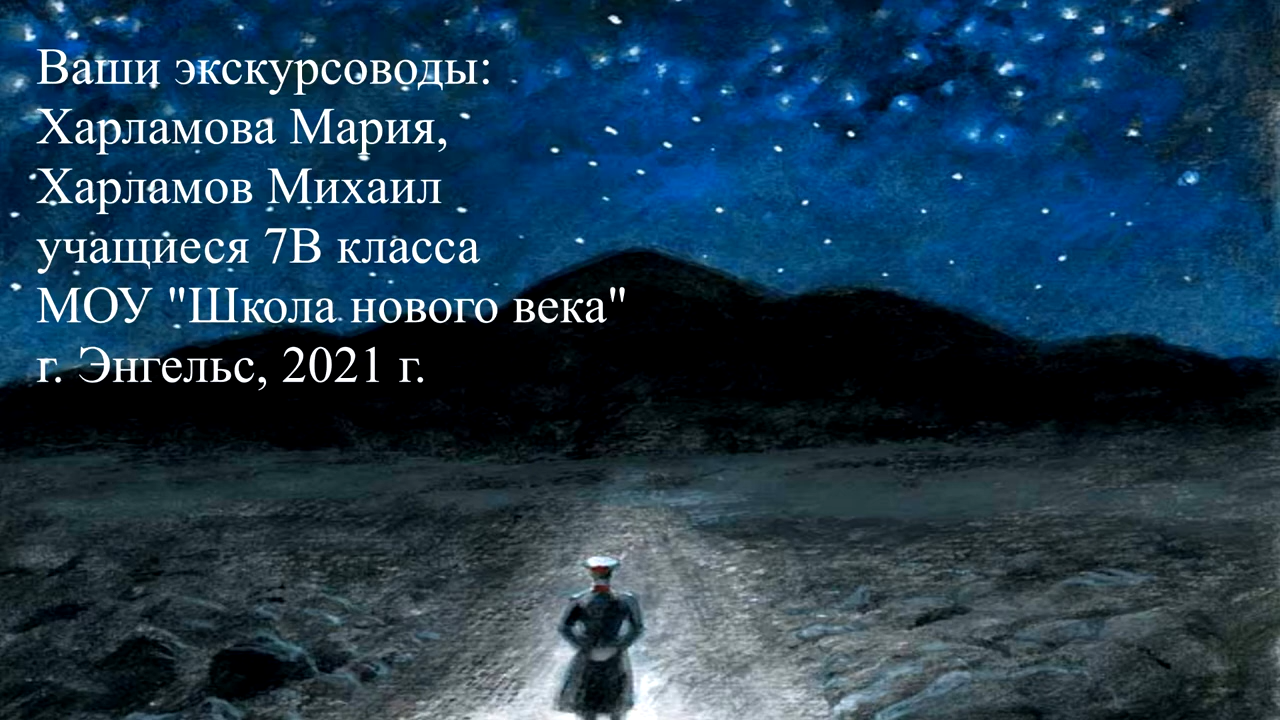 Ваши экскурсоводы:
Харламова Мария,
Харламов Михаил
учащиеся 7В класса
МОУ "Школа нового века"
г. Энгельс, 2021 г.